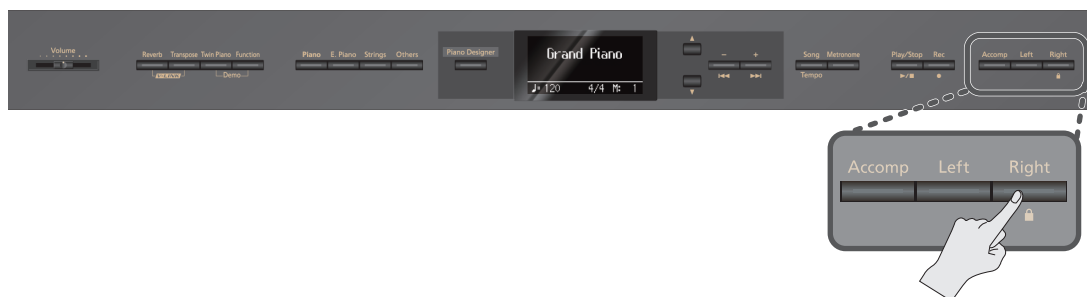 Volume
Reverb Transpose Twin Piano Function
V-LINK Demo
Piano E. Piano Strings Others
Piano Designer
Grand Piano
♩= 120 4/4 M: 1
▲
▼
− +
Song Metronome
Tempo
Play/Stop Rec
Accomp Left Right
Accomp Left Right